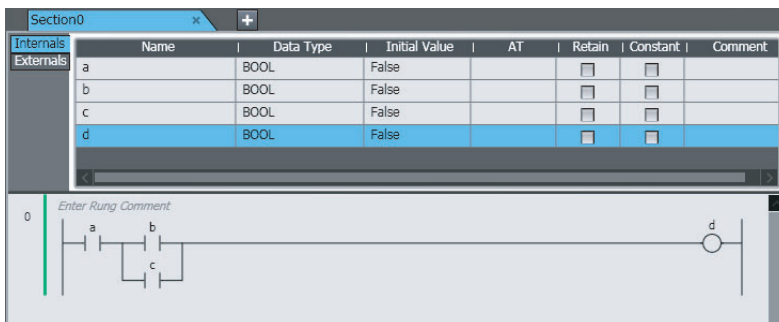 Section0 × +
Internals
Externals
Name Data Type Initial Value AT Retain Constant Comment
a BOOL False
b BOOL False
c BOOL False
d BOOL False
0 Enter Rung Comment
a b d
c